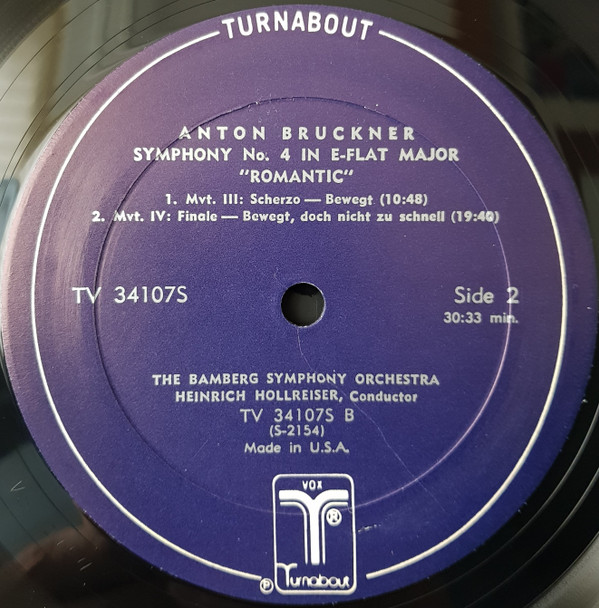 TURNABOUT
ANTON BRUCKNER
SYMPHONY No. 4 IN E-FLAT MAJOR
"ROMANTIC"
1. Mvt. III: Scherzo — Bewegt (10:48)
2. Mvt. IV: Finale — Bewegt, doch nicht zu schnell (19:40)
TV 34107S
Side 2
30:33 min.
THE BAMBERG SYMPHONY ORCHESTRA
HEINRICH HOLLREISER, Conductor
TV 34107S B
(S-2154)
Made in U.S.A.
VOX
®
℗ Turnabout